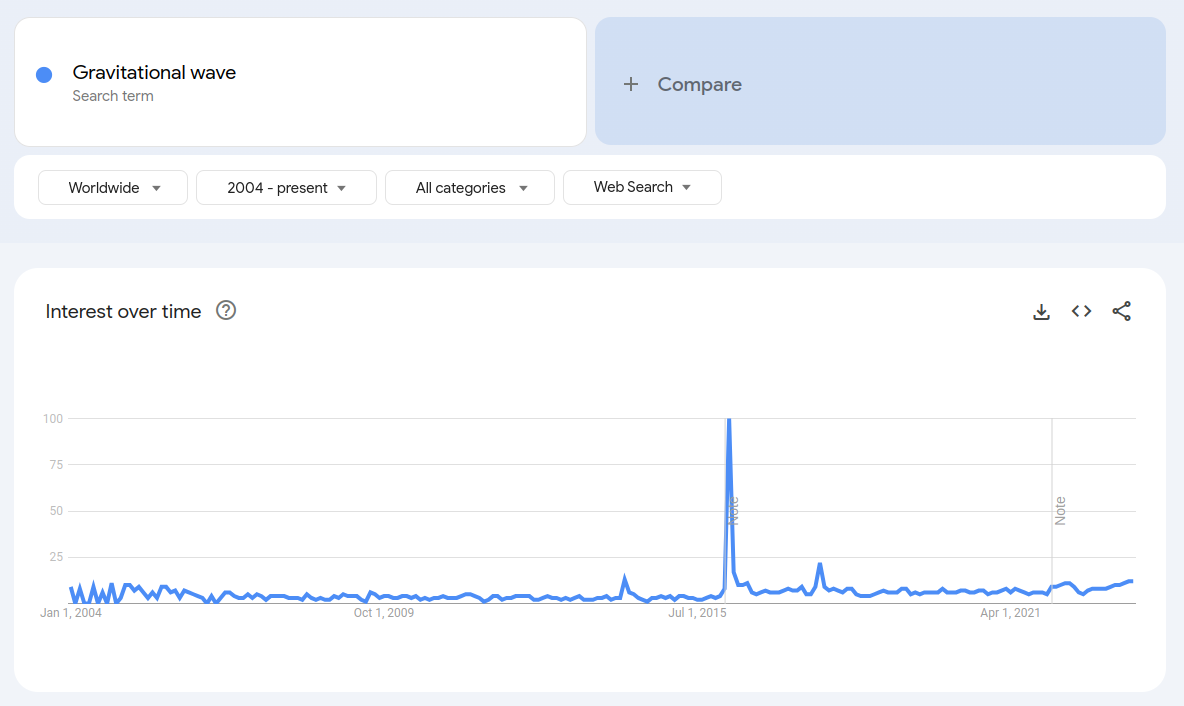 Gravitational wave
Search term
+ Compare
Worldwide
2004 - present
All categories
Web Search
Interest over time
100
75
50
25
Note
Note
Jan 1, 2004
Oct 1, 2009
Jul 1, 2015
Apr 1, 2021